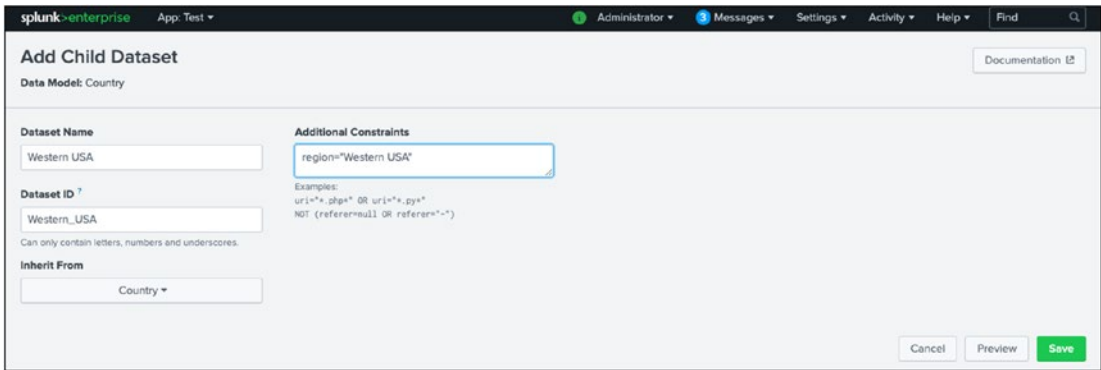 splunk>enterprise App: Test ▾ i Administrator ▾ 3 Messages ▾ Settings ▾ Activity ▾ Help ▾ Find
Add Child Dataset
Documentation
Data Model: Country
Dataset Name
Western USA
Dataset ID ?
Western_USA
Can only contain letters, numbers and underscores.
Inherit From
Country ▾
Additional Constraints
region="Western USA"
Examples:
uri="*.php*" OR uri="*.py*"
NOT (referer=null OR referer="-")
Cancel Preview Save